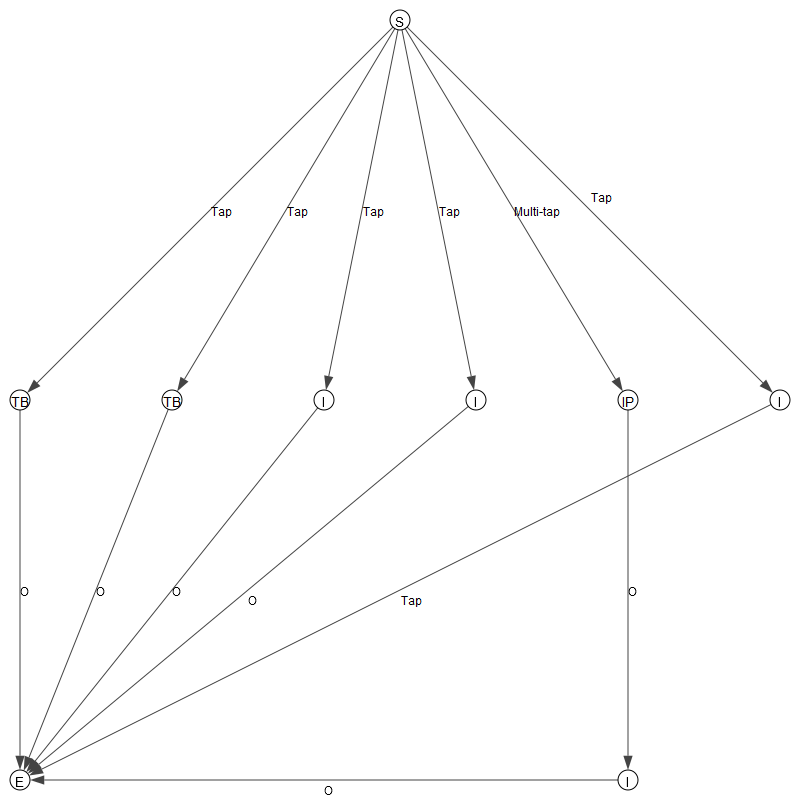 S
Tap
Tap Tap Tap Tap Multi-tap
TB TB I I IP I
O O O O
O Tap
E I
O